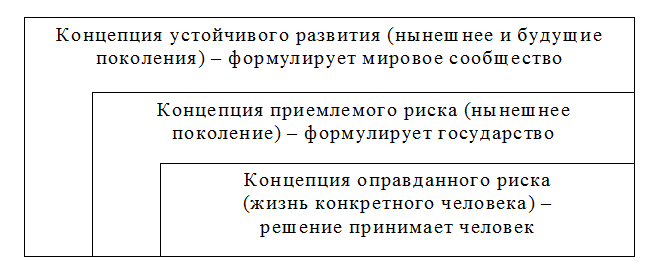 Концепция устойчивого развития (нынешнее и будущие
поколения) – формулирует мировое сообщество
Концепция приемлемого риска (нынешнее
поколение) – формулирует государство
Концепция оправданного риска
(жизнь конкретного человека) –
решение принимает человек